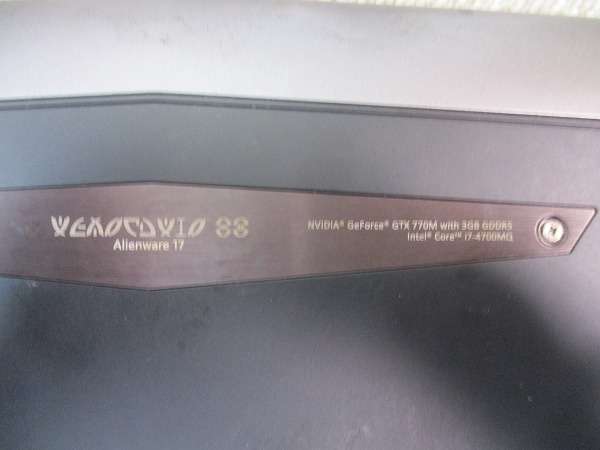 Alienware 17
NVIDIA® GeForce® GTX 770M with 3GB GDDR5
Intel® Core™ i7-4700MQ